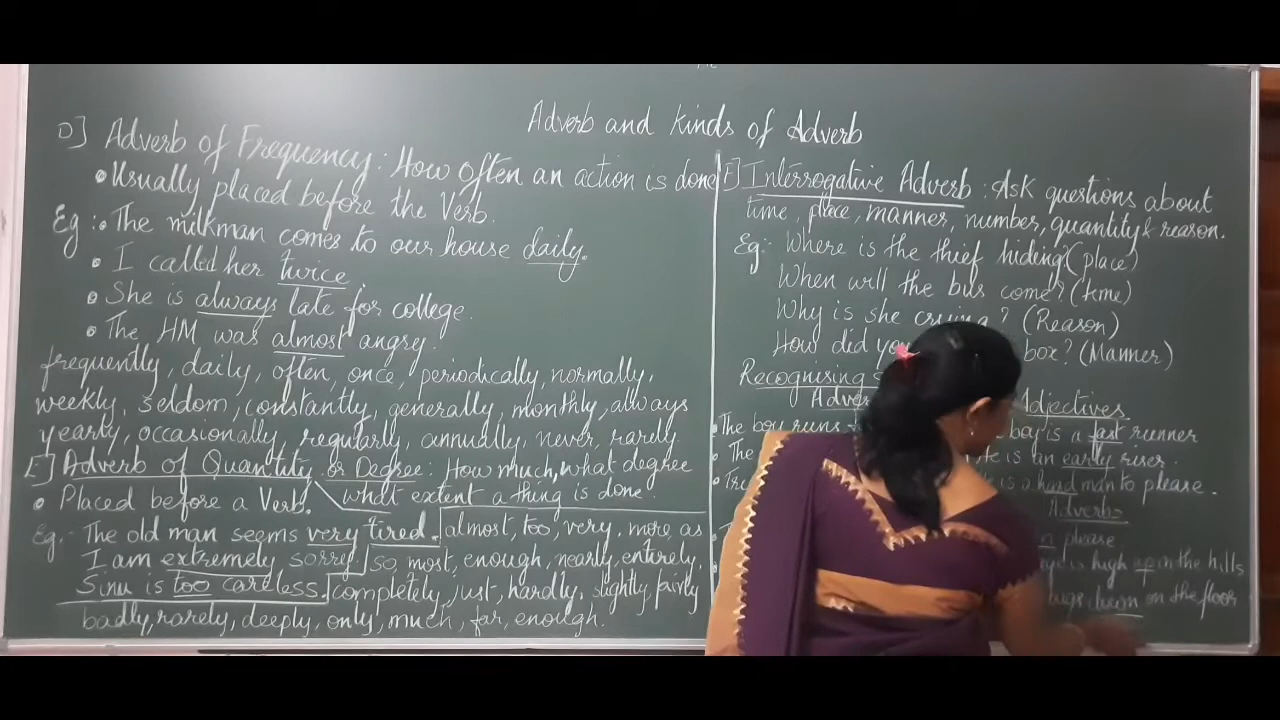 Adverb and kinds of Adverb
D] Adverb of Frequency : How often an action is done
• Usually placed before the Verb.
Eg :• The milkman comes to our house daily.
• I called her twice.
• She is always late for college.
• The HM was almost angry.
frequently, daily, often, once, periodically, normally,
weekly, seldom, constantly, generally, monthly, always
yearly, occasionally, regularly, annually, never, rarely
E] Adverb of Quantity or Degree : How much, what degree
what extent a thing is done.
• Placed before a Verb.
Eg :- The old man seems very tired.
I am extremely sorry.
Sinu is too careless.
almost, too, very, more, as
so, most, enough, nearly, entirely,
completely, just, hardly, slightly, fairly
badly, rarely, deeply, only, much, far, enough.
F] Interrogative Adverb : Ask questions about
time, place, manner, number, quantity & reason.
Eg :- Where is the thief hiding? (place)
When will the bus come? (time)
Why is she crying? (Reason)
How did you box? (Manner)
Recognising
Adjectives
• The boy runs
boy is a fast runner
• The
is an early riser.
•
is a hard man to please.
Adverbs
please
is high up in the hills
down on the floor